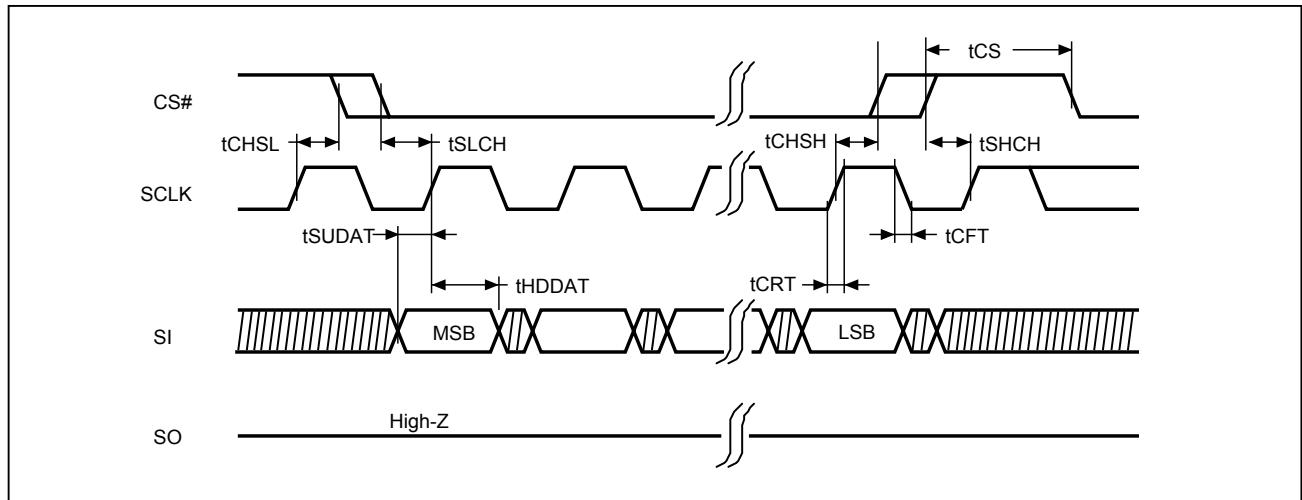 tCS
CS#
tCHSL
tSLCH
tCHSH
tSHCH
SCLK
tSUDAT
tCFT
tHDDAT
tCRT
SI
MSB
LSB
High-Z
SO